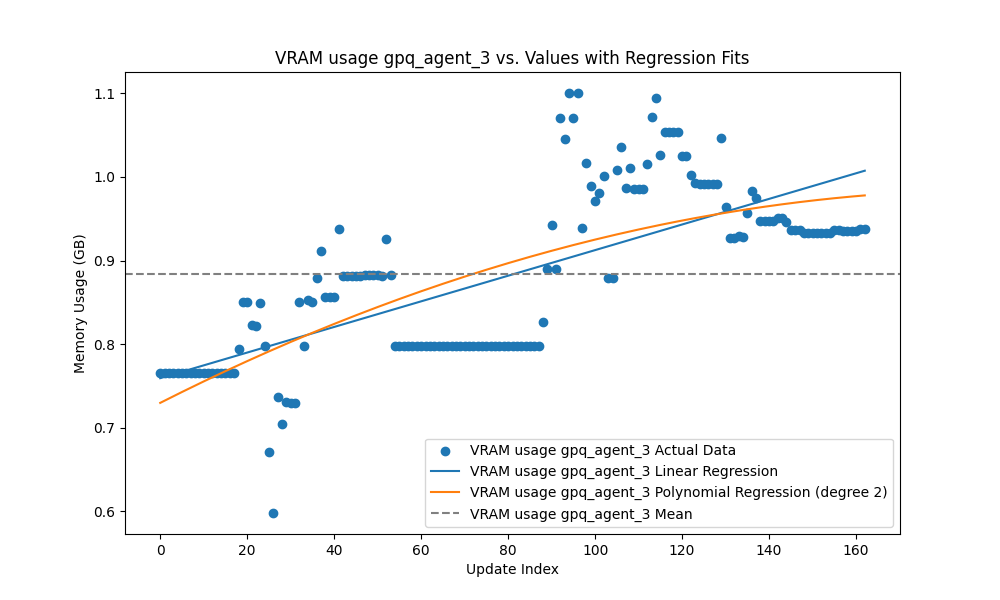 VRAM usage gpq_agent_3 vs. Values with Regression Fits
Memory Usage (GB)
1.1
1.0
0.9
0.8
0.7
0.6
0 20 40 60 80 100 120 140 160
Update Index
VRAM usage gpq_agent_3 Actual Data
VRAM usage gpq_agent_3 Linear Regression
VRAM usage gpq_agent_3 Polynomial Regression (degree 2)
VRAM usage gpq_agent_3 Mean